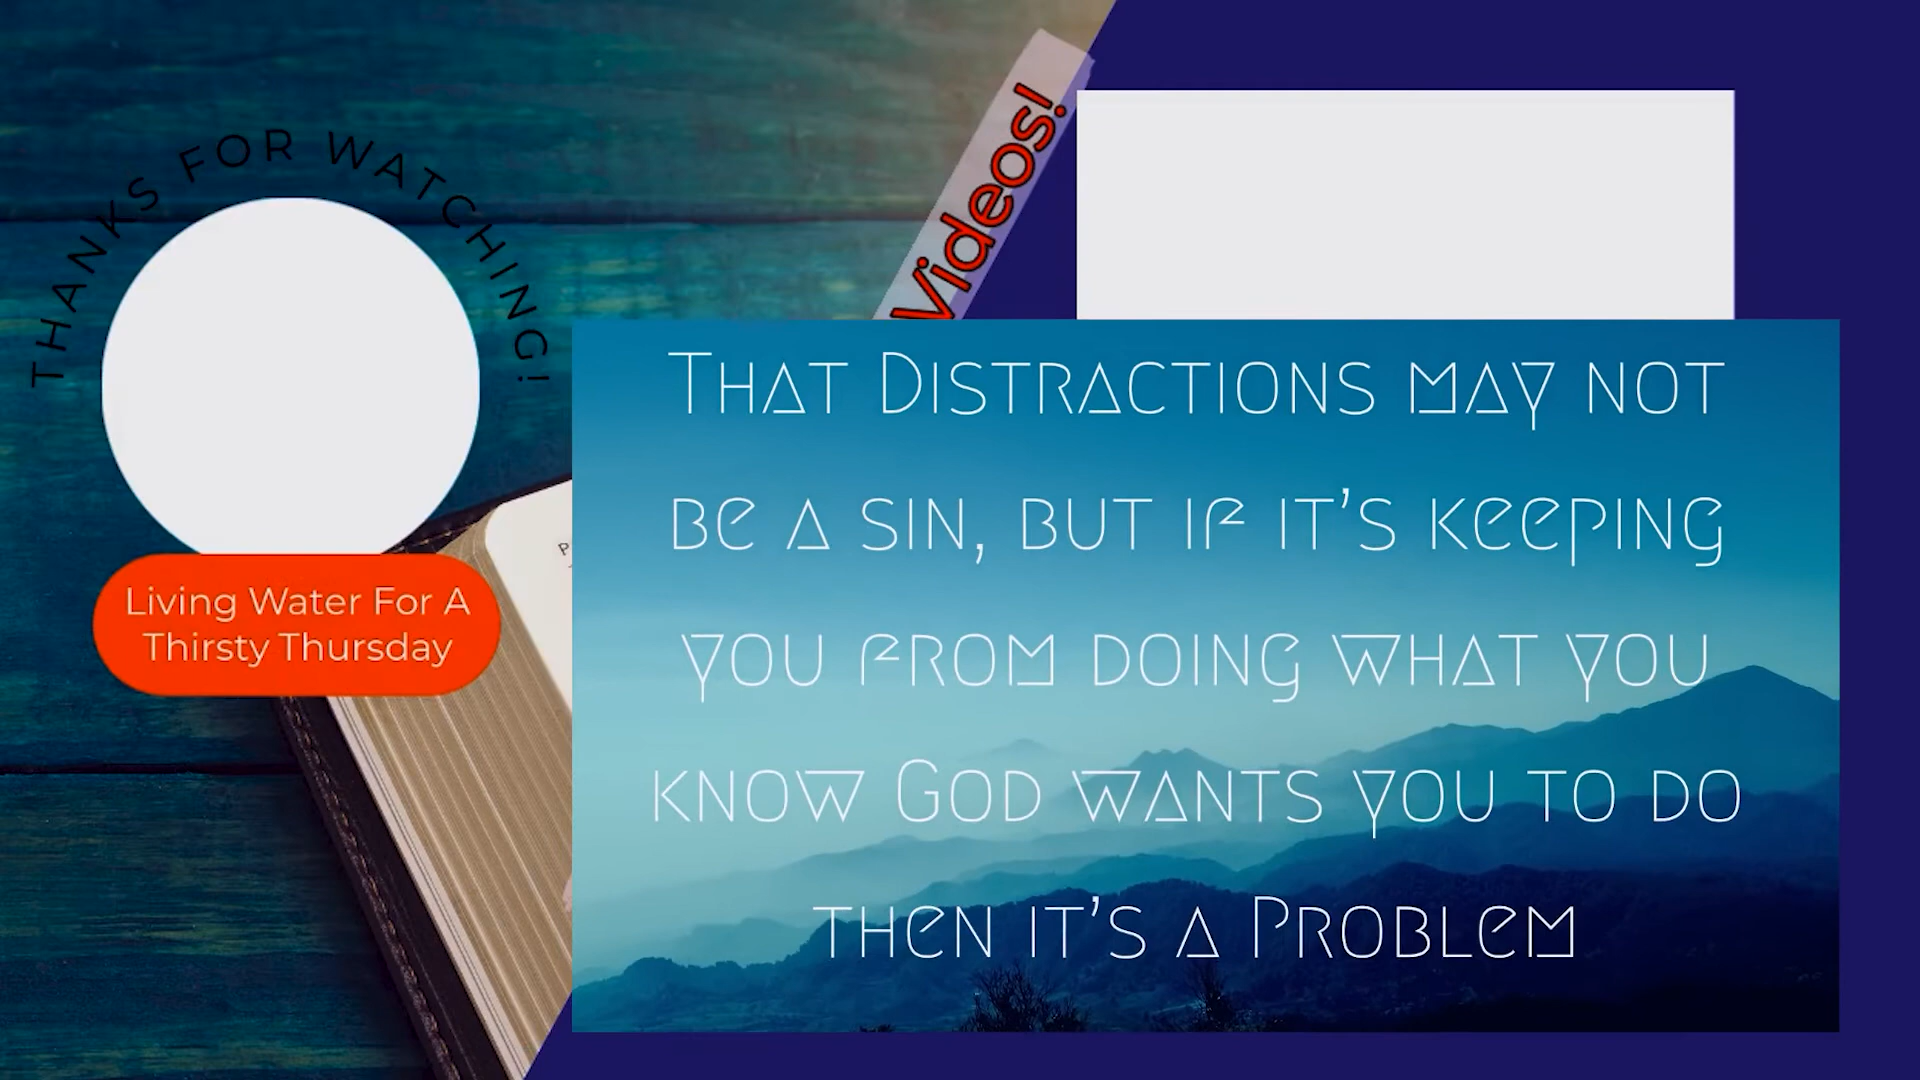 THANKS FOR WATCHING!
Videos!
Living Water For A
Thirsty Thursday
That Distractions may not
be a sin, but if it's keeping
you from doing what you
know God wants you to do
then it's a Problem